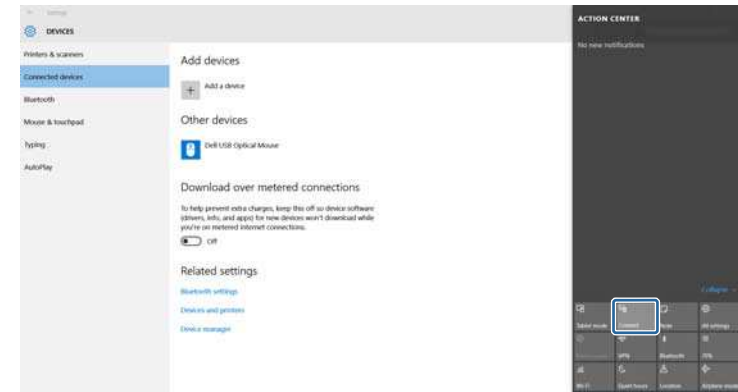 Settings
DEVICES
Printers & scanners
Connected devices
Bluetooth
Mouse & touchpad
Typing
AutoPlay
Add devices
Add a device
Other devices
Dell USB Optical Mouse
Download over metered connections
To help prevent extra charges, keep this off so device software
(drivers, info, and apps) for new devices won't download while
you're on metered internet connections.
Off
Related settings
Bluetooth settings
Devices and printers
Device manager
ACTION CENTER
No new notifications
Collapse
Tablet mode
Connect
Note
All settings
VPN
Bluetooth
70%
Wi-Fi
Quiet hours
Location
Airplane mode